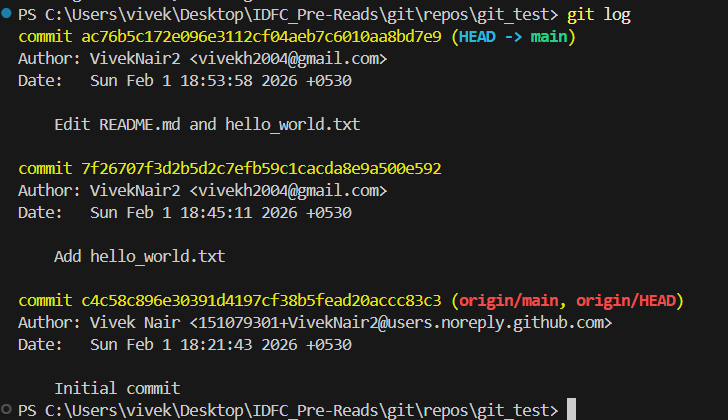 PS C:\Users\vivek\Desktop\IDFC_Pre-Reads\git\repos\git_test> git log
commit ac76b5c172e096e3112cf04aeb7c6010aa8bd7e9 (HEAD -> main)
Author: VivekNair2 <vivekh2004@gmail.com>
Date:   Sun Feb 1 18:53:58 2026 +0530

    Edit README.md and hello_world.txt

commit 7f26707f3d2b5d2c7efb59c1cacda8e9a500e592
Author: VivekNair2 <vivekh2004@gmail.com>
Date:   Sun Feb 1 18:45:11 2026 +0530

    Add hello_world.txt

commit c4c58c896e30391d4197cf38b5fead20accc83c3 (origin/main, origin/HEAD)
Author: Vivek Nair <151079301+VivekNair2@users.noreply.github.com>
Date:   Sun Feb 1 18:21:43 2026 +0530

    Initial commit
PS C:\Users\vivek\Desktop\IDFC_Pre-Reads\git\repos\git_test>